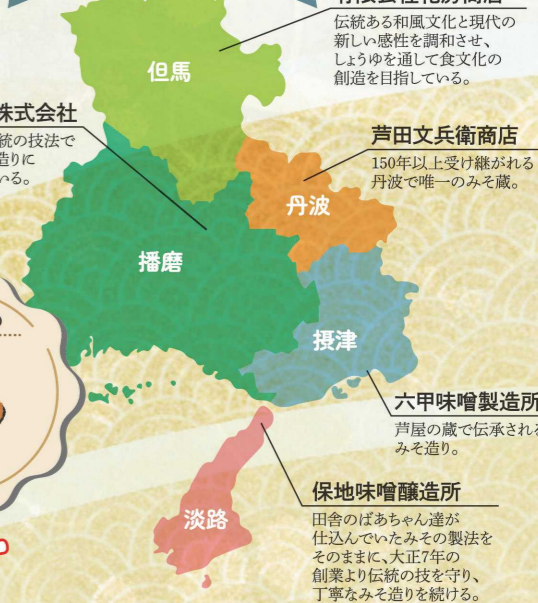 伝統ある和風文化と現代の
新しい感性を調和させ、
しょうゆを通して食文化の
創造を目指している。
但馬
株式会社
統の技法で
造りに
いる。
芦田文兵衛商店
150年以上受け継がれる
丹波で唯一のみそ蔵。
丹波
播磨
摂津
六甲味噌製造所
芦屋の蔵で伝承される
みそ造り。
保地味噌醸造所
田舎のばあちゃん達が
仕込んでいたみその製法を
そのままに、大正7年の
創業より伝統の技を守り、
丁寧なみそ造りを続ける。
淡路